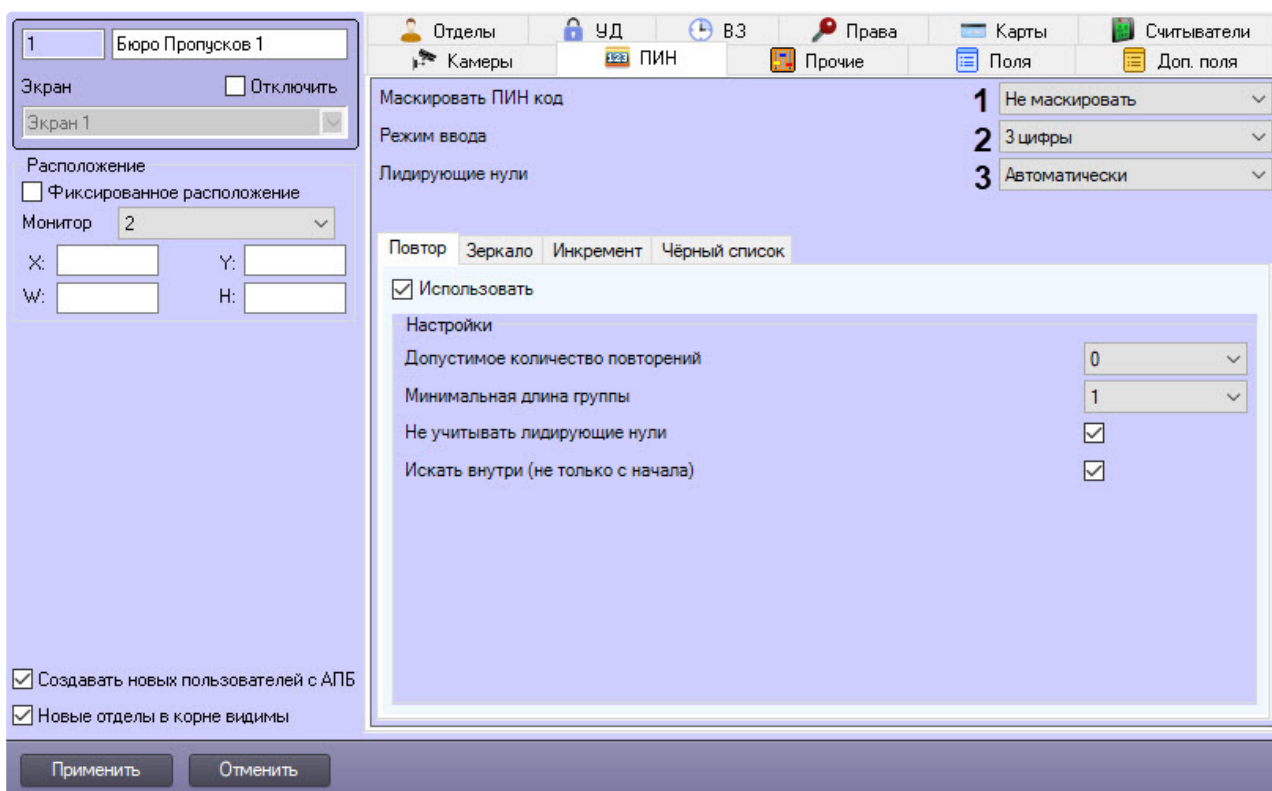 1 Бюро Пропусков 1
Экран Отключить
Экран 1
Расположение
Фиксированное расположение
Монитор 2
X: Y:
W: H:
Создавать новых пользователей с АПБ
Новые отделы в корне видимы
Отделы УД ВЗ Права Карты Считыватели
Камеры ПИН Прочие Поля Доп. поля
Маскировать ПИН код 1 Не маскировать
Режим ввода 2 3 цифры
Лидирующие нули 3 Автоматически
Повтор Зеркало Инкремент Чёрный список
Использовать
Настройки
Допустимое количество повторений 0
Минимальная длина группы 1
Не учитывать лидирующие нули
Искать внутри (не только с начала)
Применить Отменить